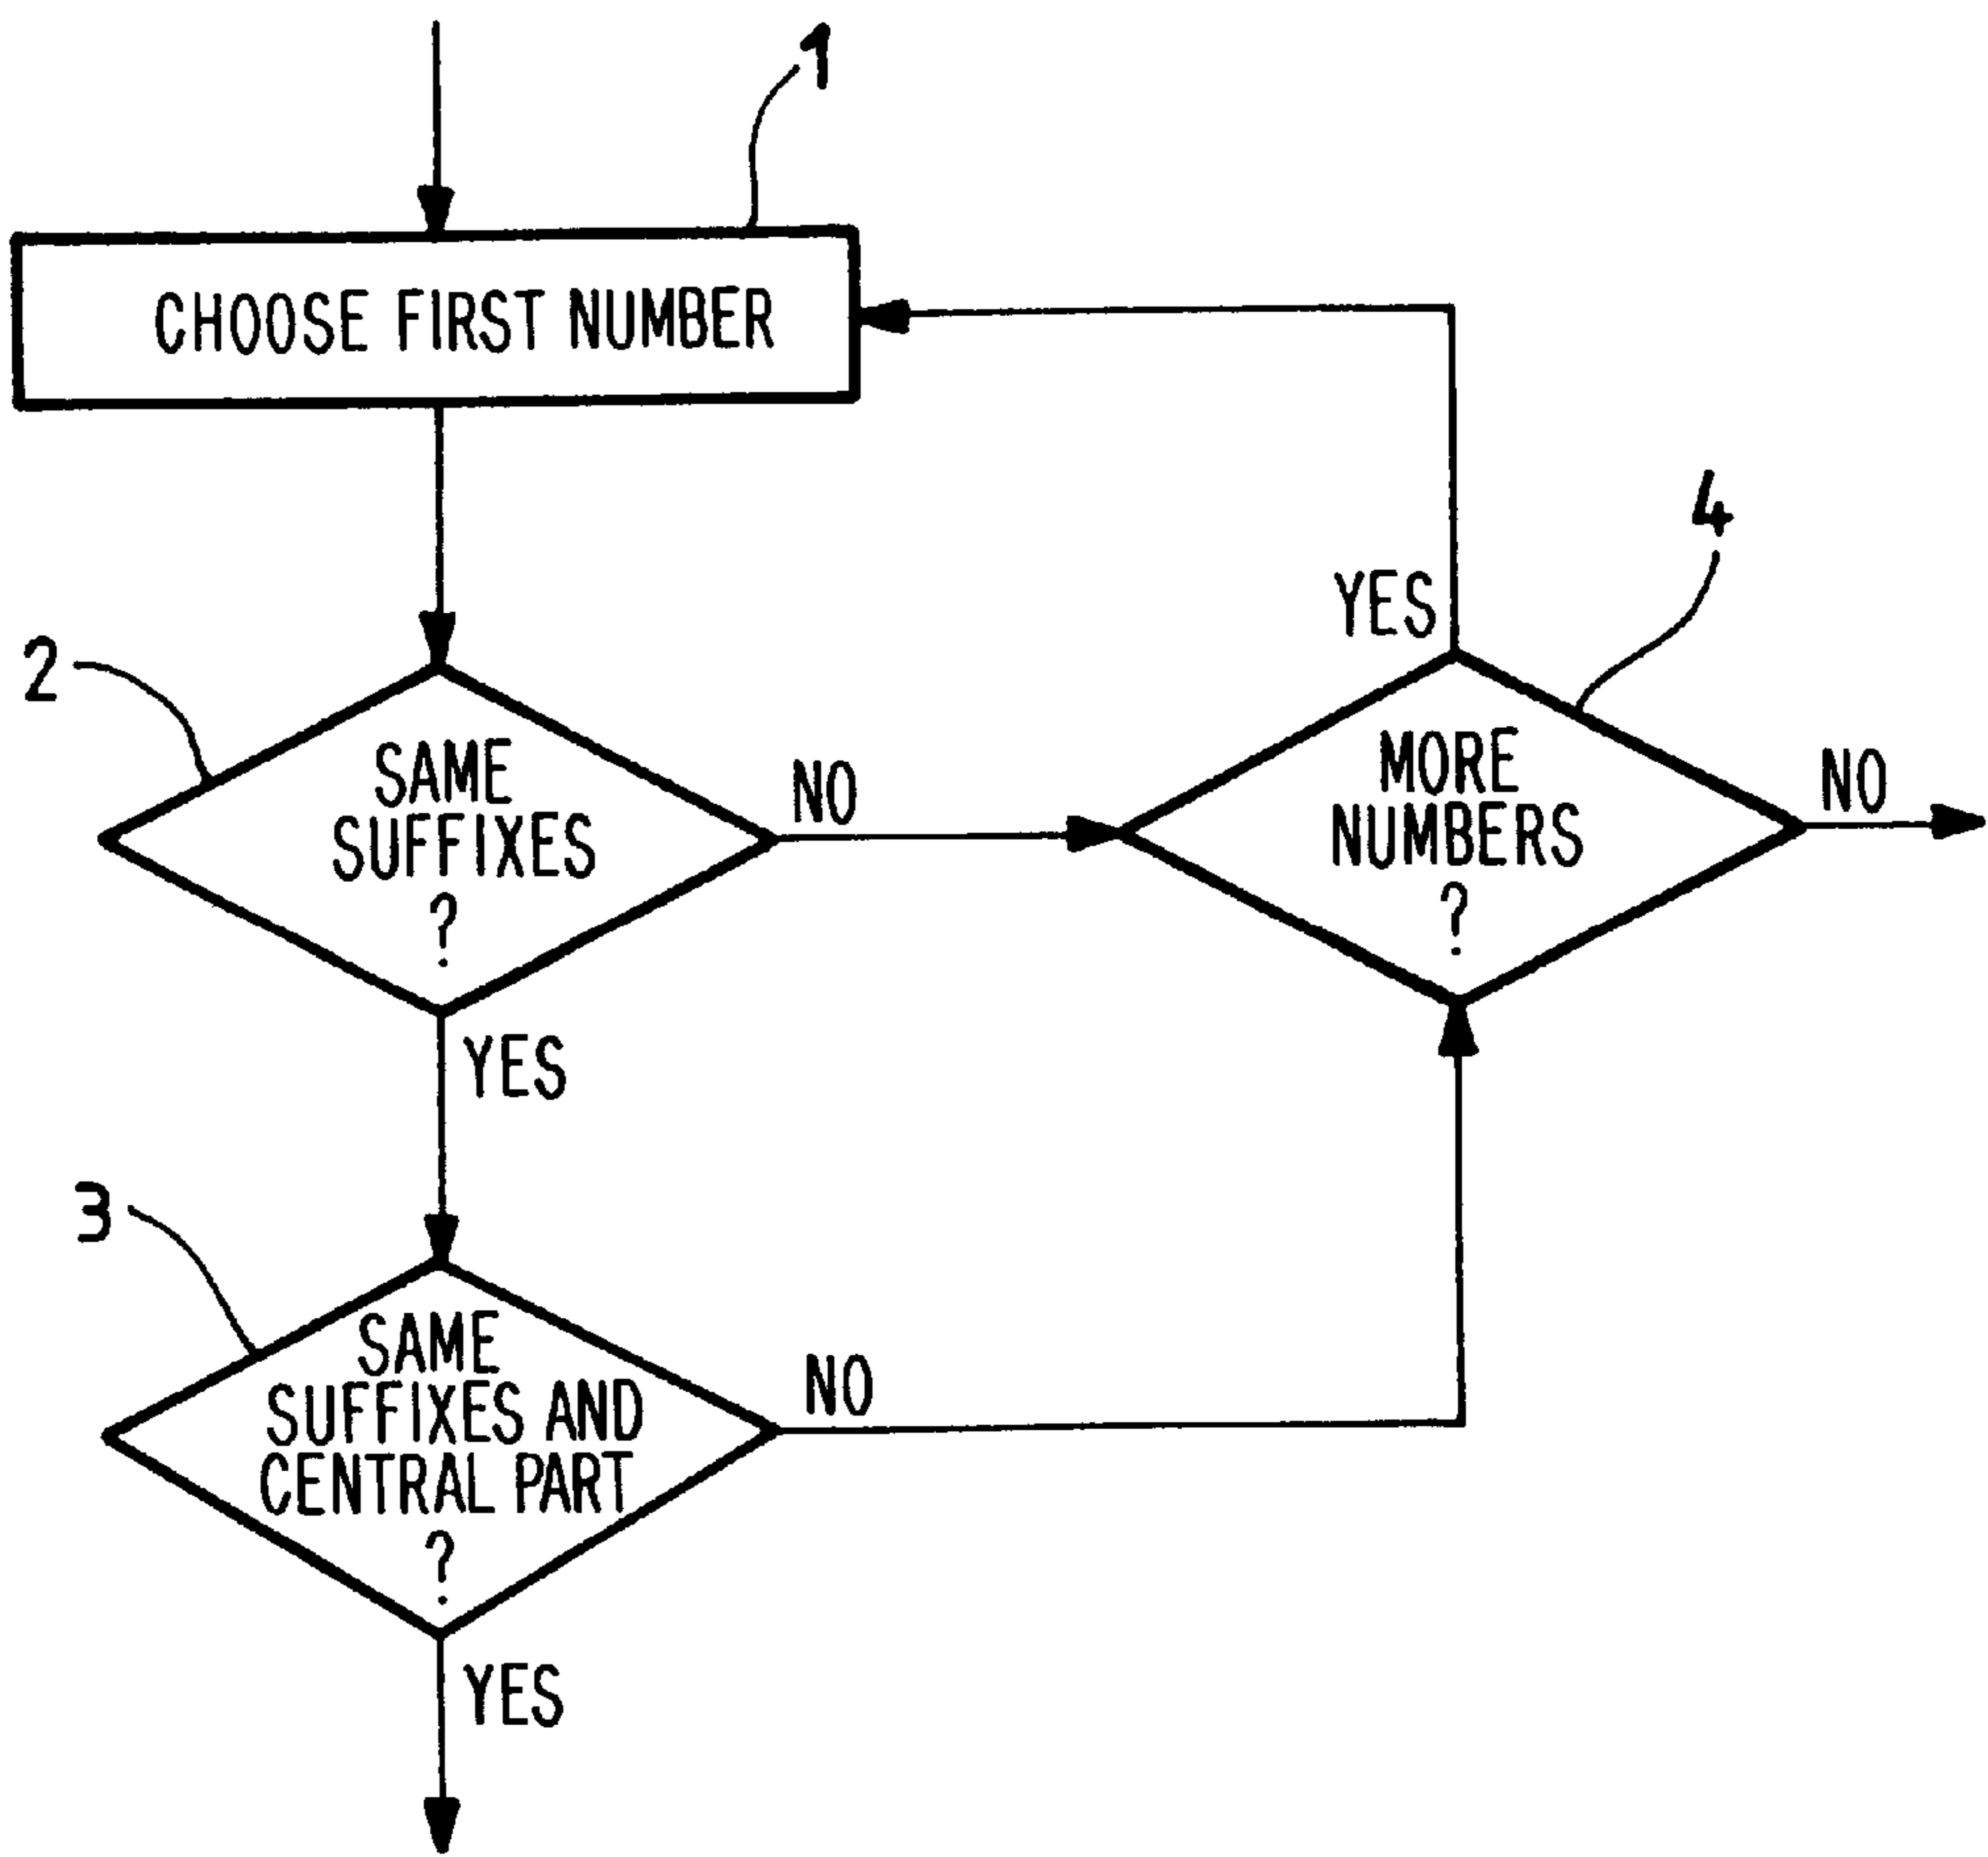 1
CHOOSE FIRST NUMBER
4
YES
2
SAME
SUFFIXES
?
NO
MORE
NUMBERS
?
NO
YES
3
SAME
SUFFIXES AND
CENTRAL PART
?
NO
YES